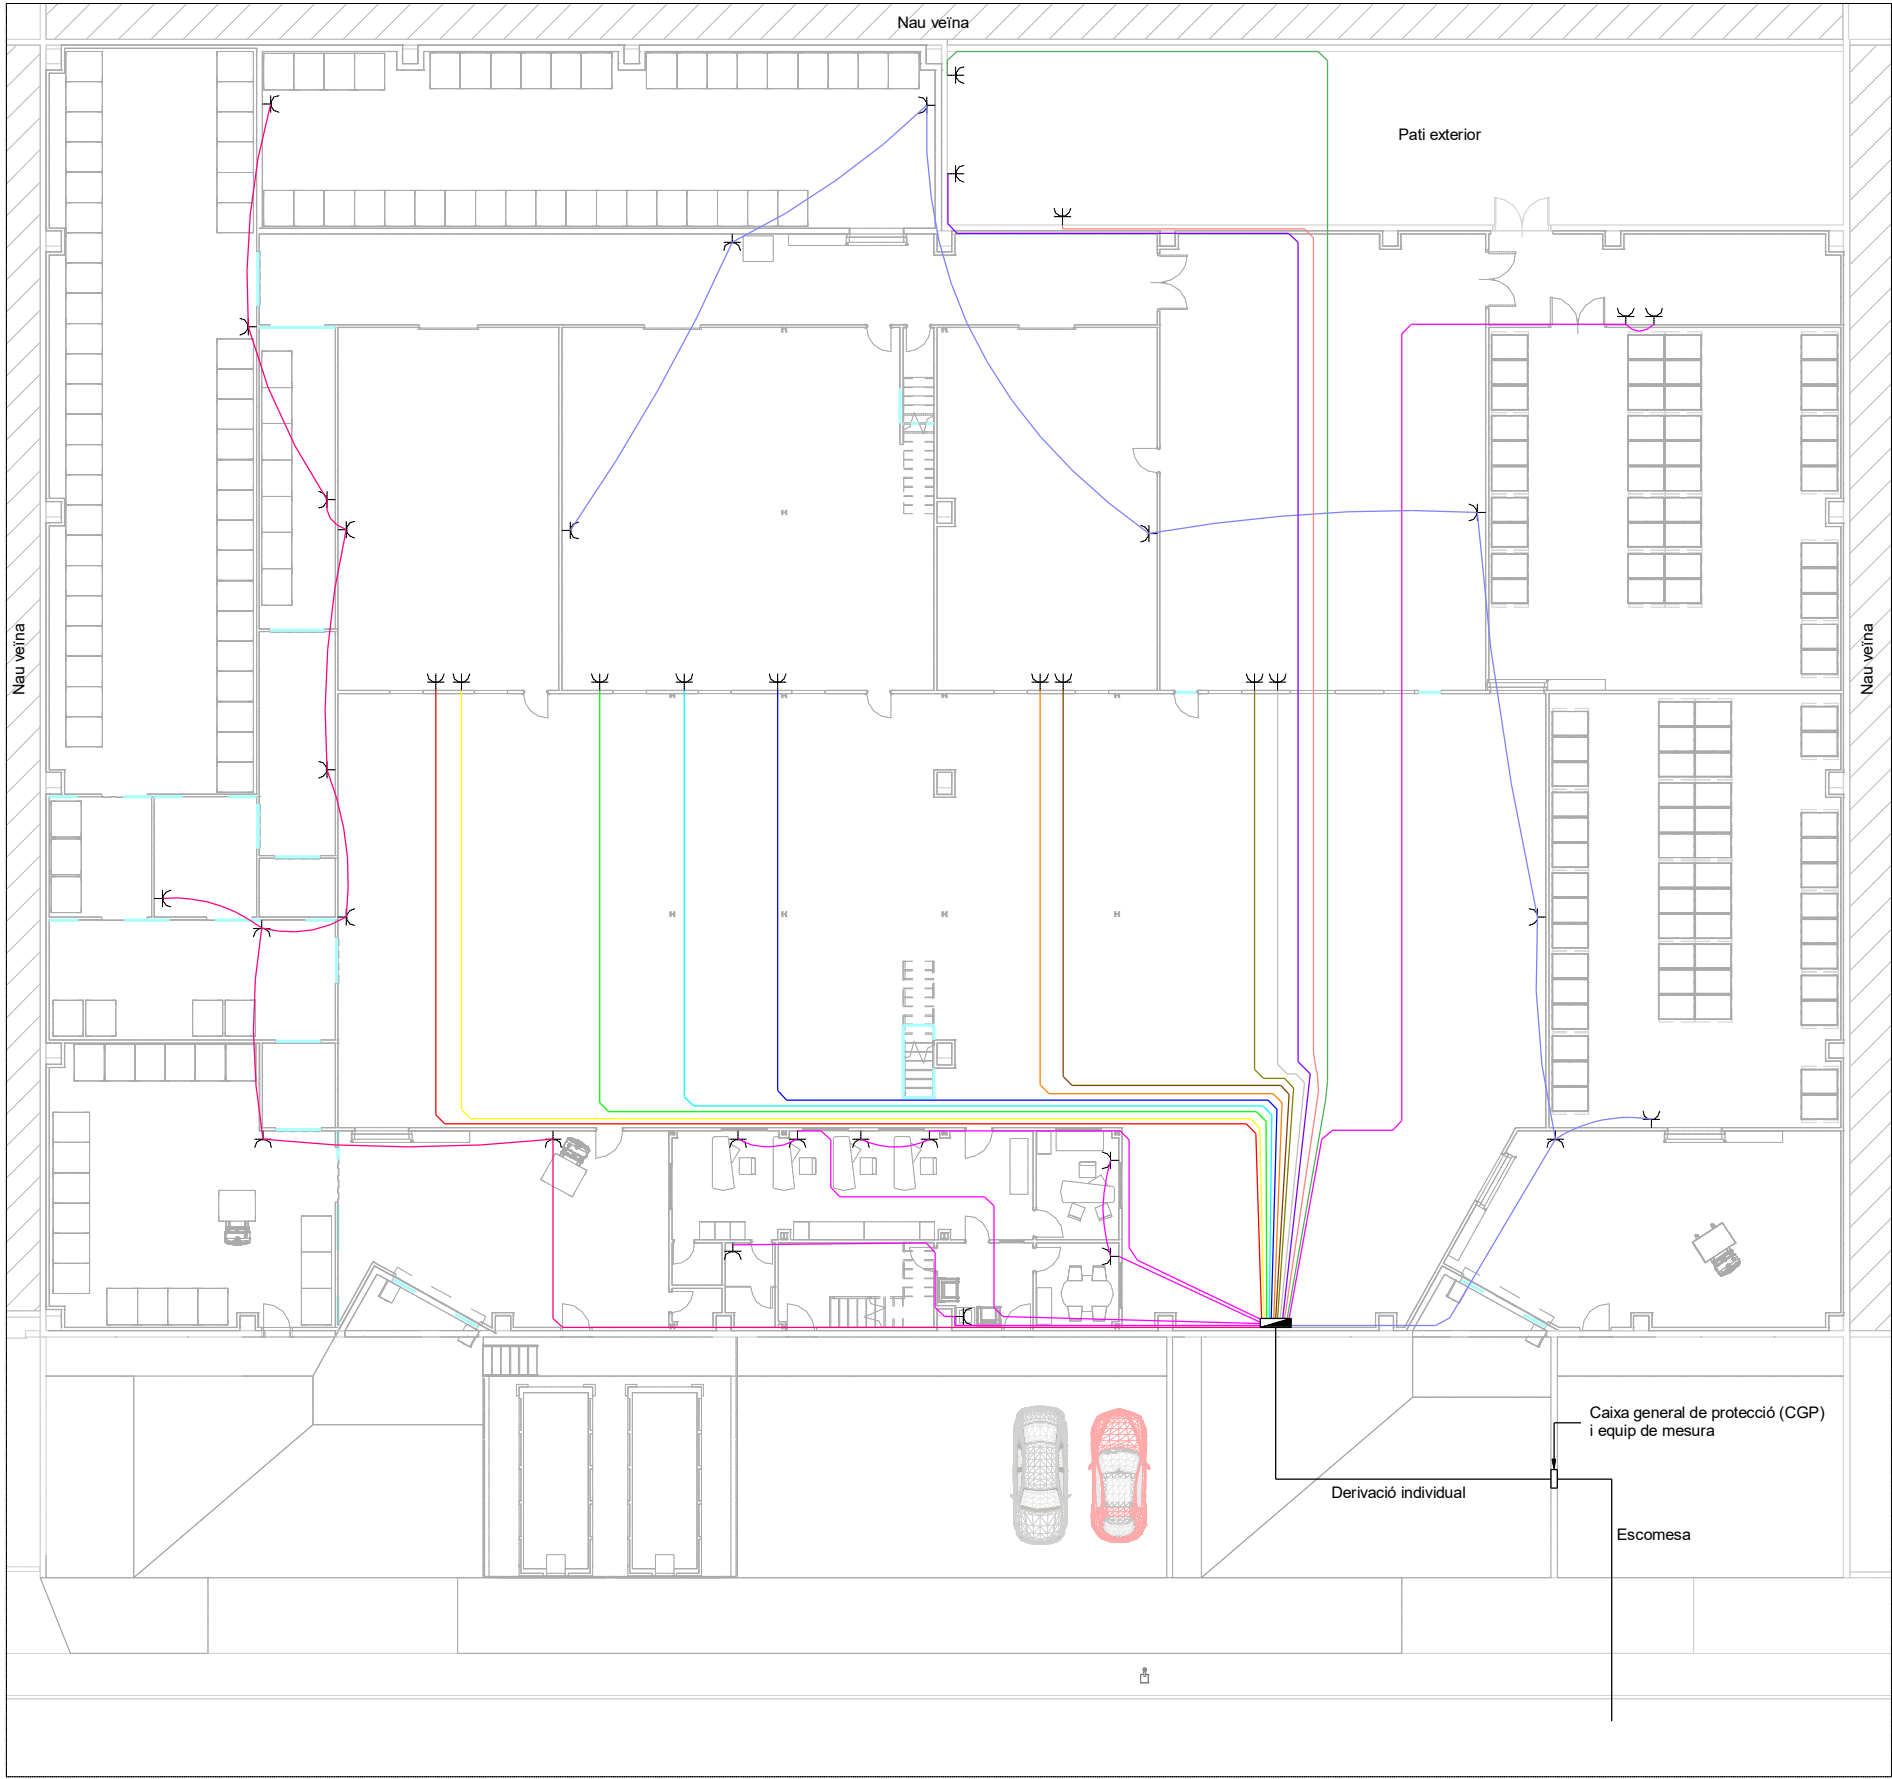 Nau veïna
Pati exterior
Nau veïna
Nau veïna
Caixa general de protecció (CGP)
i equip de mesura
Derivació individual
Escomesa